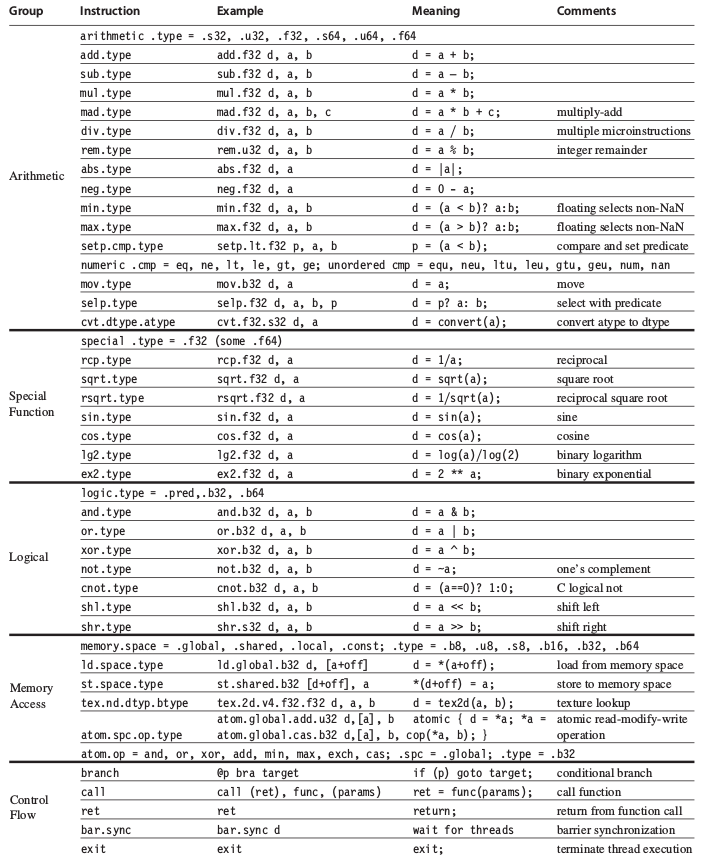 Group Instruction Example Meaning Comments
arithmetic .type = .s32, .u32, .f32, .s64, .u64, .f64
add.type add.f32 d, a, b d = a + b;
sub.type sub.f32 d, a, b d = a – b;
mul.type mul.f32 d, a, b d = a * b;
mad.type mad.f32 d, a, b, c d = a * b + c; multiply-add
div.type div.f32 d, a, b d = a / b; multiple microinstructions
rem.type rem.u32 d, a, b d = a % b; integer remainder
Arithmetic abs.type abs.f32 d, a d = |a|;
neg.type neg.f32 d, a d = 0 - a;
min.type min.f32 d, a, b d = (a < b)? a:b; floating selects non-NaN
max.type max.f32 d, a, b d = (a > b)? a:b; floating selects non-NaN
setp.cmp.type setp.lt.f32 p, a, b p = (a < b); compare and set predicate
numeric .cmp = eq, ne, lt, le, gt, ge; unordered cmp = equ, neu, ltu, leu, gtu, geu, num, nan
mov.type mov.b32 d, a d = a; move
selp.type selp.f32 d, a, b, p d = p? a: b; select with predicate
cvt.dtype.atype cvt.f32.s32 d, a d = convert(a); convert atype to dtype
special .type = .f32 (some .f64)
rcp.type rcp.f32 d, a d = 1/a; reciprocal
sqrt.type sqrt.f32 d, a d = sqrt(a); square root
Special rsqrt.type rsqrt.f32 d, a d = 1/sqrt(a); reciprocal square root
Function sin.type sin.f32 d, a d = sin(a); sine
cos.type cos.f32 d, a d = cos(a); cosine
lg2.type lg2.f32 d, a d = log(a)/log(2) binary logarithm
ex2.type ex2.f32 d, a d = 2 ** a; binary exponential
logic.type = .pred,.b32, .b64
and.type and.b32 d, a, b d = a & b;
or.type or.b32 d, a, b d = a | b;
Logical xor.type xor.b32 d, a, b d = a ^ b;
not.type not.b32 d, a, b d = ~a; one's complement
cnot.type cnot.b32 d, a, b d = (a==0)? 1:0; C logical not
shl.type shl.b32 d, a, b d = a << b; shift left
shr.type shr.s32 d, a, b d = a >> b; shift right
memory.space = .global, .shared, .local, .const; .type = .b8, .u8, .s8, .b16, .b32, .b64
ld.space.type ld.global.b32 d, [a+off] d = *(a+off); load from memory space
Memory st.space.type st.shared.b32 [d+off], a *(d+off) = a; store to memory space
Access tex.nd.dtyp.btype tex.2d.v4.f32.f32 d, a, b d = tex2d(a, b); texture lookup
atom.global.add.u32 d,[a], b atomic { d = *a; *a = atomic read-modify-write
atom.spc.op.type atom.global.cas.b32 d,[a], b, c op(*a, b); } operation
atom.op = and, or, xor, add, min, max, exch, cas; .spc = .global; .type = .b32
branch @p bra target if (p) goto target; conditional branch
Control call call (ret), func, (params) ret = func(params); call function
Flow ret ret return; return from function call
bar.sync bar.sync d wait for threads barrier synchronization
exit exit exit; terminate thread execution